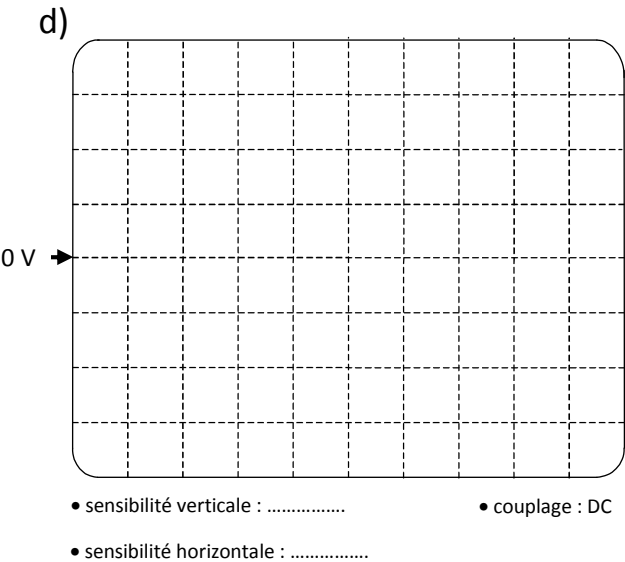 d)
0 V
• sensibilité verticale : ................ • couplage : DC
• sensibilité horizontale : ................